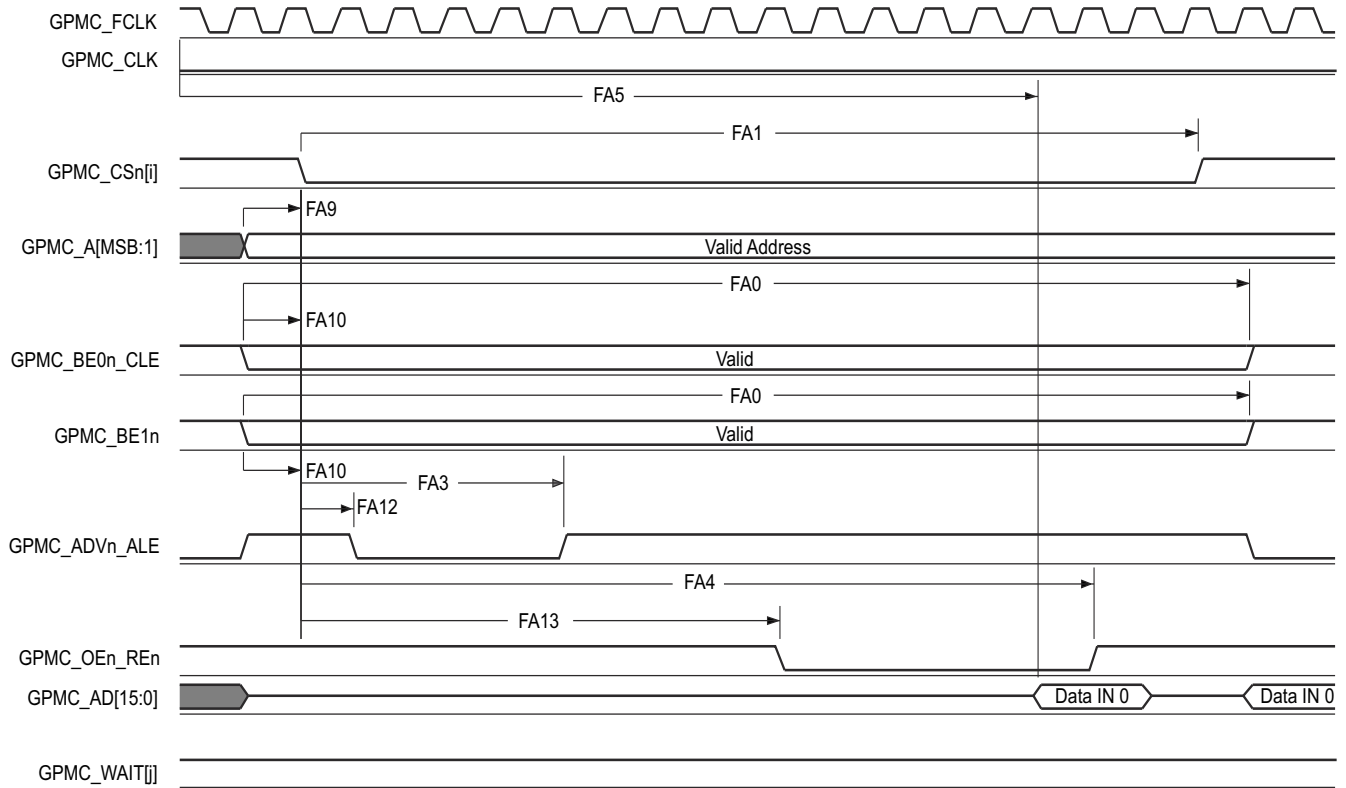 GPMC_FCLK
GPMC_CLK
FA5
FA1
GPMC_CSn[i]
FA9
GPMC_A[MSB:1]
Valid Address
FA0
FA10
GPMC_BE0n_CLE
Valid
FA0
GPMC_BE1n
Valid
FA10
FA3
FA12
GPMC_ADVn_ALE
FA4
FA13
GPMC_OEn_REn
GPMC_AD[15:0]
Data IN 0
Data IN 0
GPMC_WAIT[j]